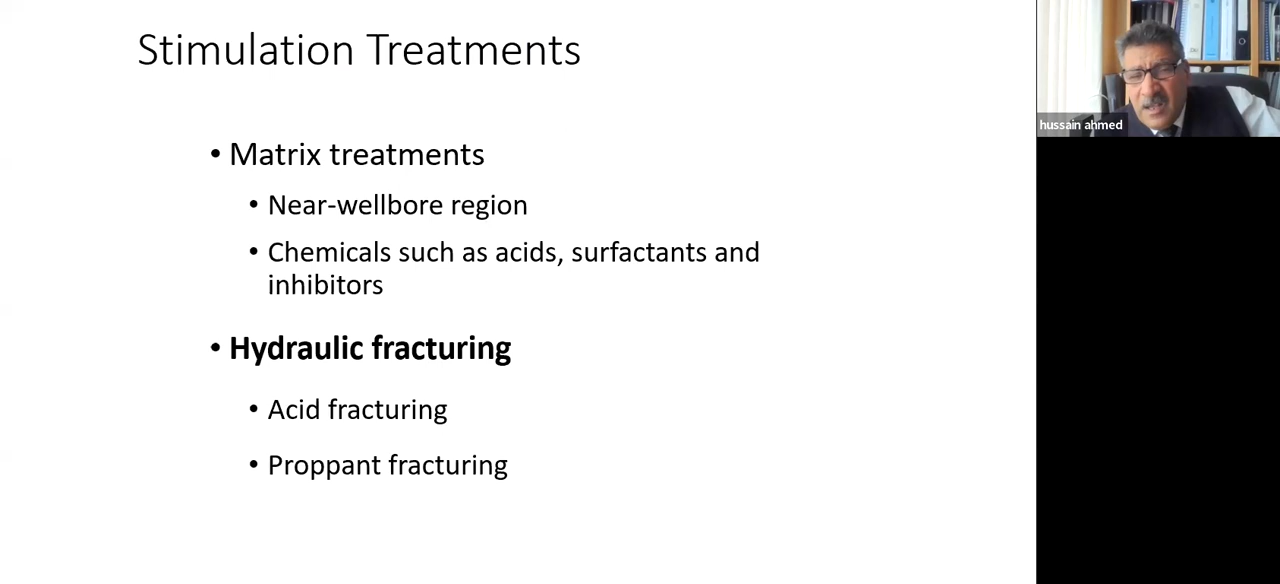 Stimulation Treatments
• Matrix treatments
• Near-wellbore region
• Chemicals such as acids, surfactants and
inhibitors
• Hydraulic fracturing
• Acid fracturing
• Proppant fracturing
hussain ahmed